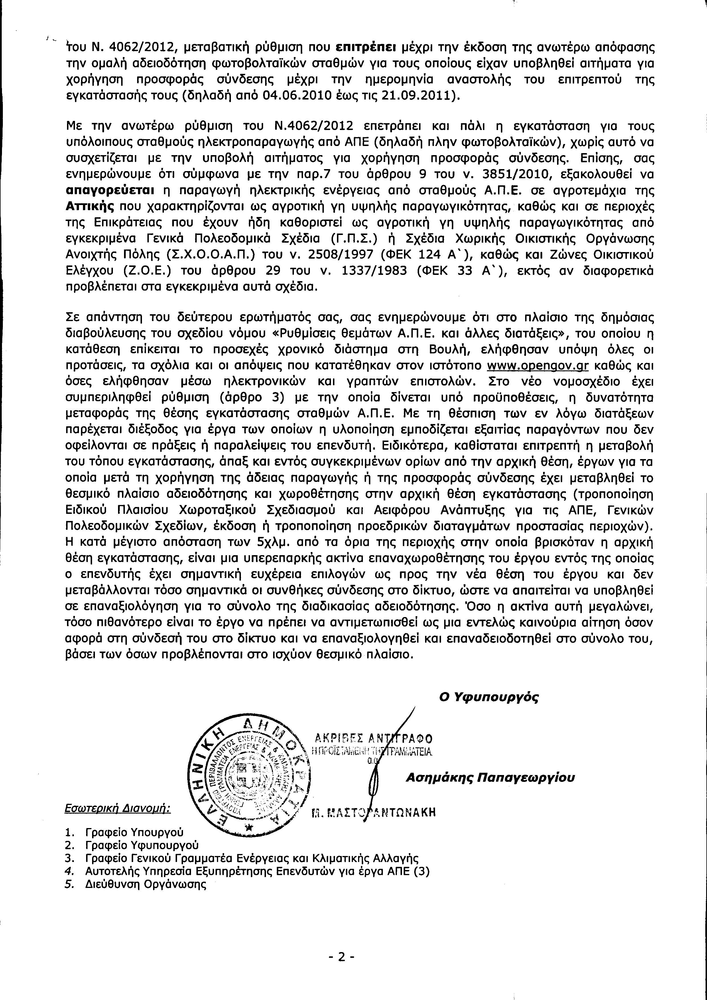 του Ν. 4062/2012, μεταβατική ρύθμιση που επιτρέπει μέχρι την έκδοση της ανωτέρω απόφασης
την ομαλή αδειοδότηση φωτοβολταϊκών σταθμών για τους οποίους είχαν υποβληθεί αιτήματα για
χορήγηση προσφοράς σύνδεσης μέχρι την ημερομηνία αναστολής του επιτρεπτού της
εγκατάστασής τους (δηλαδή από 04.06.2010 έως τις 21.09.2011).
Με την ανωτέρω ρύθμιση του Ν.4062/2012 επετράπει και πάλι η εγκατάσταση για τους
υπόλοιπους σταθμούς ηλεκτροπαραγωγής από ΑΠΕ (δηλαδή πλην φωτοβολταϊκών), χωρίς αυτό να
συσχετίζεται με την υποβολή αιτήματος για χορήγηση προσφοράς σύνδεσης. Επίσης, σας
ενημερώνουμε ότι σύμφωνα με την παρ.7 του άρθρου 9 του ν. 3851/2010, εξακολουθεί να
απαγορεύεται η παραγωγή ηλεκτρικής ενέργειας από σταθμούς Α.Π.Ε. σε αγροτεμάχια της
Αττικής που χαρακτηρίζονται ως αγροτική γη υψηλής παραγωγικότητας, καθώς και σε περιοχές
της Επικράτειας που έχουν ήδη καθοριστεί ως αγροτική γη υψηλής παραγωγικότητας από
εγκεκριμένα Γενικά Πολεοδομικά Σχέδια (Γ.Π.Σ.) ή Σχέδια Χωρικής Οικιστικής Οργάνωσης
Ανοιχτής Πόλης (Σ.Χ.Ο.Ο.Α.Π.) του ν. 2508/1997 (ΦΕΚ 124 Α`), καθώς και Ζώνες Οικιστικού
Ελέγχου (Ζ.Ο.Ε.) του άρθρου 29 του ν. 1337/1983 (ΦΕΚ 33 Α`), εκτός αν διαφορετικά
προβλέπεται στα εγκεκριμένα αυτά σχέδια.
Σε απάντηση του δεύτερου ερωτήματός σας, σας ενημερώνουμε ότι στο πλαίσιο της δημόσιας
διαβούλευσης του σχεδίου νόμου «Ρυθμίσεις θεμάτων Α.Π.Ε. και άλλες διατάξεις», του οποίου η
κατάθεση επίκειται το προσεχές χρονικό διάστημα στη Βουλή, ελήφθησαν υπόψη όλες οι
προτάσεις, τα σχόλια και οι απόψεις που κατατέθηκαν στον ιστότοπο www.opengov.gr καθώς και
όσες ελήφθησαν μέσω ηλεκτρονικών και γραπτών επιστολών. Στο νέο νομοσχέδιο έχει
συμπεριληφθεί ρύθμιση (άρθρο 3) με την οποία δίνεται υπό προϋποθέσεις, η δυνατότητα
μεταφοράς της θέσης εγκατάστασης σταθμών Α.Π.Ε. Με τη θέσπιση των εν λόγω διατάξεων
παρέχεται διέξοδος για έργα των οποίων η υλοποίηση εμποδίζεται εξαιτίας παραγόντων που δεν
οφείλονται σε πράξεις ή παραλείψεις του επενδυτή. Ειδικότερα, καθίσταται επιτρεπτή η μεταβολή
του τόπου εγκατάστασης, άπαξ και εντός συγκεκριμένων ορίων από την αρχική θέση, έργων για τα
οποία μετά τη χορήγηση της άδειας παραγωγής ή της προσφοράς σύνδεσης έχει μεταβληθεί το
θεσμικό πλαίσιο αδειοδότησης και χωροθέτησης στην αρχική θέση εγκατάστασης (τροποποίηση
Ειδικού Πλαισίου Χωροταξικού Σχεδιασμού και Αειφόρου Ανάπτυξης για τις ΑΠΕ, Γενικών
Πολεοδομικών Σχεδίων, έκδοση ή τροποποίηση προεδρικών διαταγμάτων προστασίας περιοχών).
Η κατά μέγιστο απόσταση των 5χλμ. από τα όρια της περιοχής στην οποία βρισκόταν η αρχική
θέση εγκατάστασης, είναι μια υπερεπαρκής ακτίνα επαναχωροθέτησης του έργου εντός της οποίας
ο επενδυτής έχει σημαντική ευχέρεια επιλογών ως προς την νέα θέση του έργου και δεν
μεταβάλλονται τόσο σημαντικά οι συνθήκες σύνδεσης στο δίκτυο, ώστε να απαιτείται να υποβληθεί
σε επαναξιολόγηση για το σύνολο της διαδικασίας αδειοδότησης. Όσο η ακτίνα αυτή μεγαλώνει,
τόσο πιθανότερο είναι το έργο να πρέπει να αντιμετωπισθεί ως μια εντελώς καινούρια αίτηση όσον
αφορά στη σύνδεσή του στο δίκτυο και να επαναξιολογηθεί και επαναδειοδοτηθεί στο σύνολο του,
βάσει των όσων προβλέπονται στο ισχύον θεσμικό πλαίσιο.
Ο Υφυπουργός
ΕΛΛΗΝΙΚΗ ΔΗΜΟΚΡΑΤΙΑ
ΑΚΡΙΒΕΣ ΑΝΤΙΓΡΑΦΟ
Η ΠΡΟΪΣΤΑΜΕΝΗ ΤΗΣ ΓΡΑΜΜΑΤΕΙΑΣ
α.α
Ασημάκης Παπαγεωργίου
Μ. ΜΑΣΤΟΡΑΝΤΩΝΑΚΗ
Εσωτερική Διανομή:
1. Γραφείο Υπουργού
2. Γραφείο Υφυπουργού
3. Γραφείο Γενικού Γραμματέα Ενέργειας και Κλιματικής Αλλαγής
4. Αυτοτελής Υπηρεσία Εξυπηρέτησης Επενδυτών για έργα ΑΠΕ (3)
5. Διεύθυνση Οργάνωσης
- 2 -